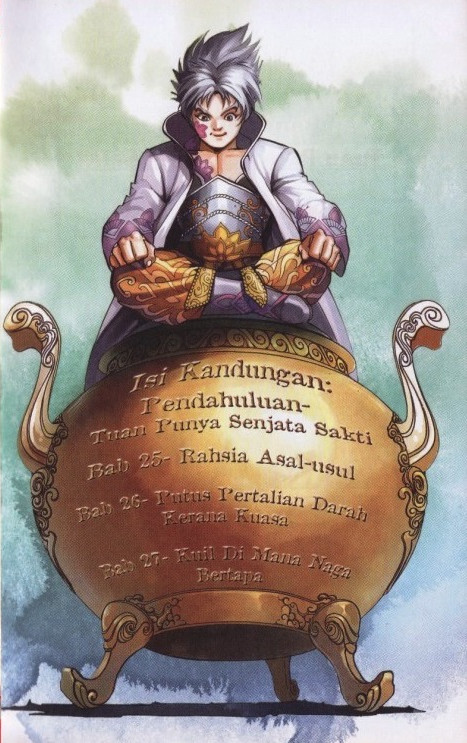 Isi Kandungan:
Pendahuluan-
Tuan Punya Senjata Sakti
Bab 25- Rahsia Asal-usul
Bab 26- Putus Pertalian Darah
Kerana Kuasa
Bab 27- Kuil Di Mana Naga
Bertapa